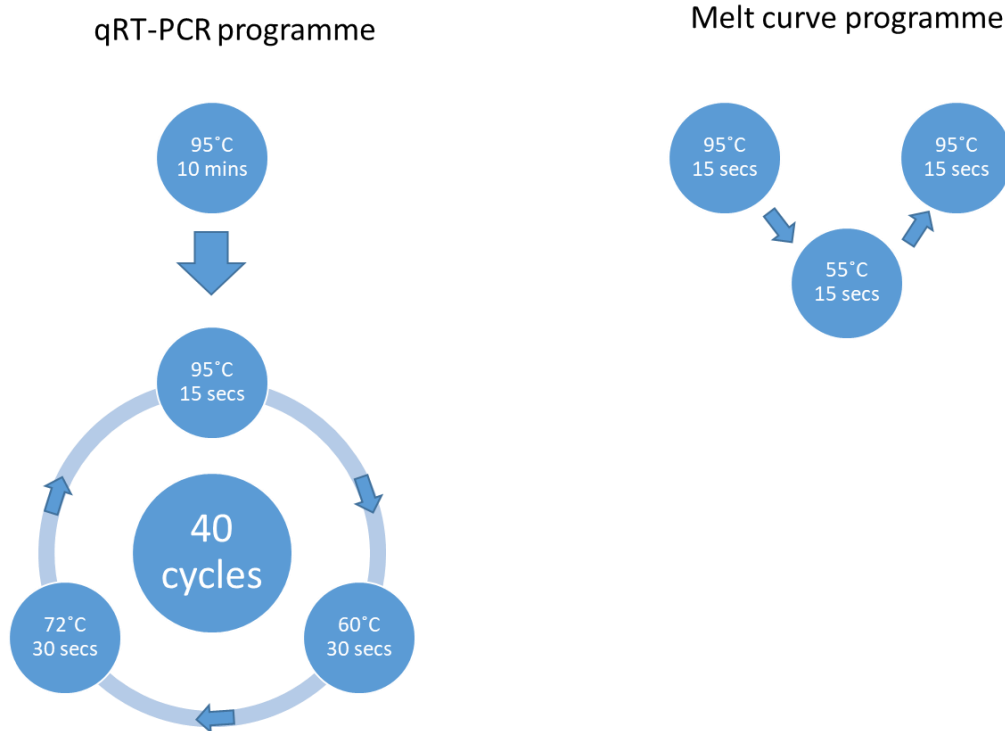 qRT-PCR programme
95˚C
10 mins
95˚C
15 secs
40
cycles
72˚C
30 secs
60˚C
30 secs
Melt curve programme
95˚C
15 secs
95˚C
15 secs
55˚C
15 secs